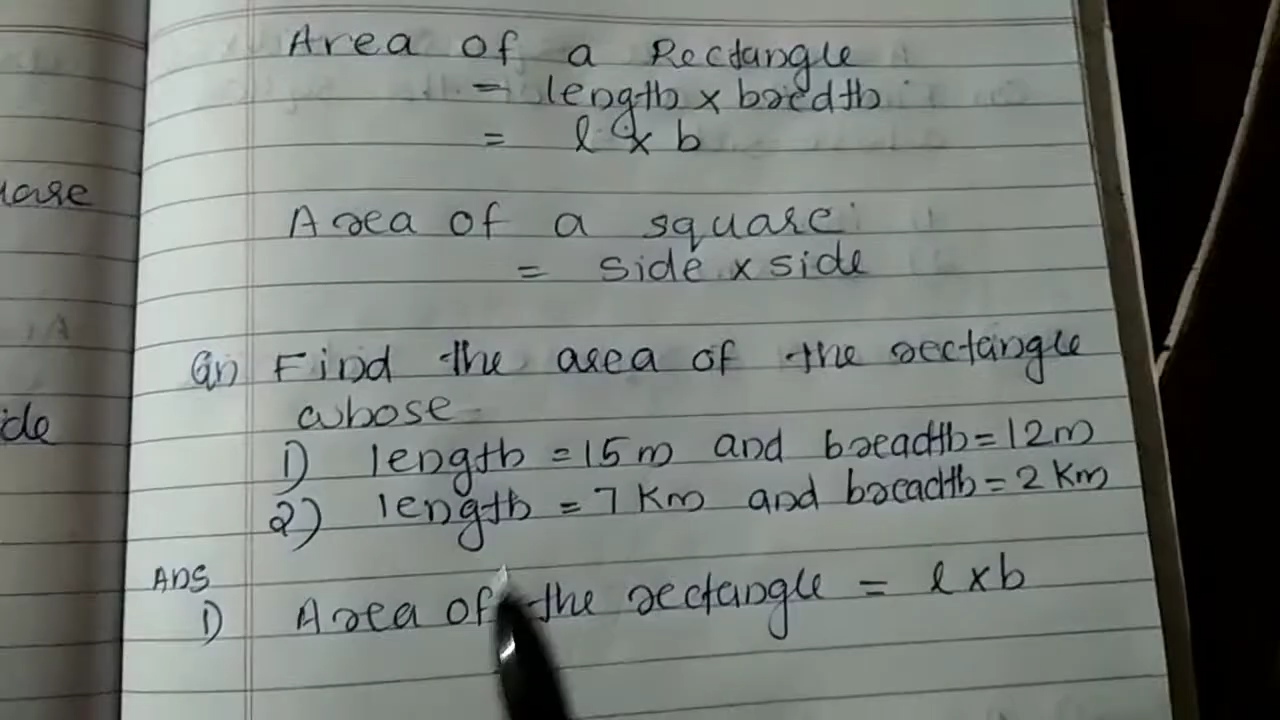 Area of a Rectangle
= length x breadth
= l x b
Area of a square
= side x side
Qn Find the area of the rectangle
whose
1) length = 15 m and breadth = 12 m
2) length = 7 Km and breadth = 2 Km
Ans
1) Area of the rectangle = l x b
de